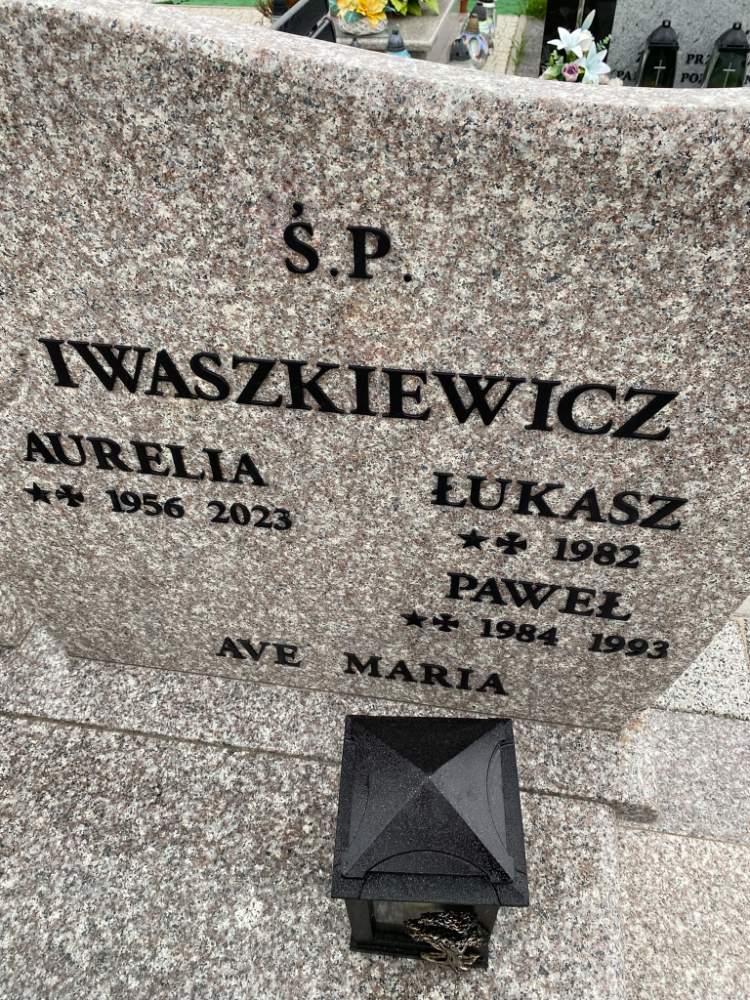 Ś.P.
IWASZKIEWICZ
AURELIA
1956 2023
ŁUKASZ
1982
PAWEŁ
1984 1993
AVE MARIA